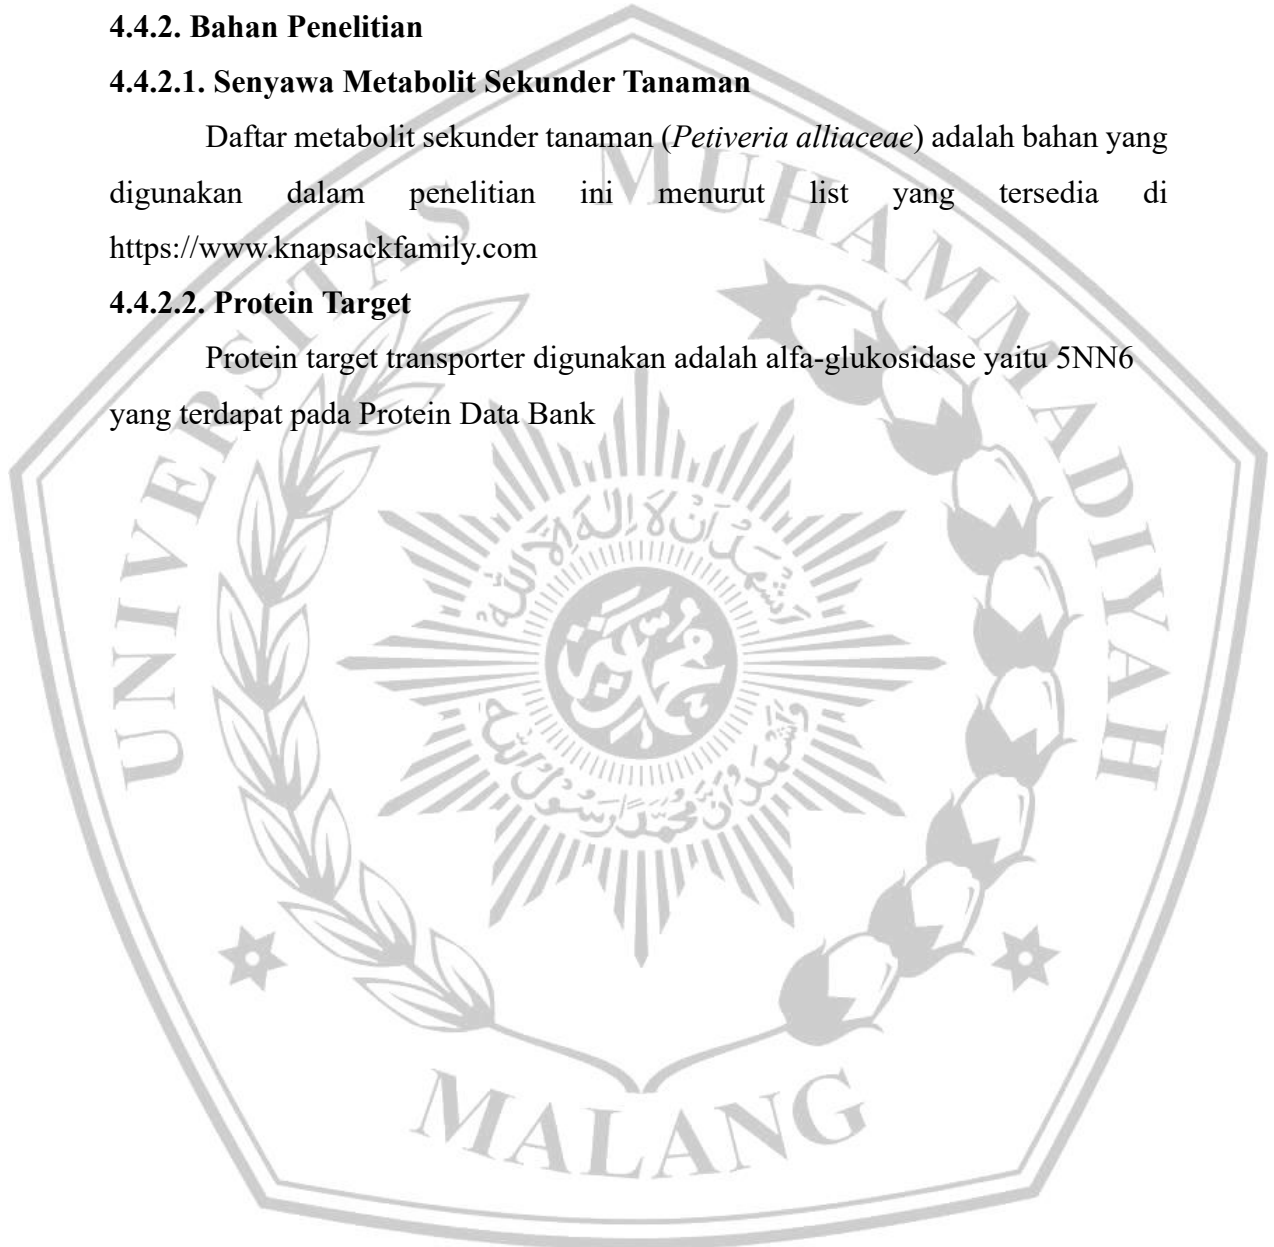 4.4.2. Bahan Penelitian
4.4.2.1. Senyawa Metabolit Sekunder Tanaman
Daftar metabolit sekunder tanaman (Petiveria alliaceae) adalah bahan yang
digunakan dalam penelitian ini menurut list yang tersedia di
https://www.knapsackfamily.com
4.4.2.2. Protein Target
Protein target transporter digunakan adalah alfa-glukosidase yaitu 5NN6
yang terdapat pada Protein Data Bank
UNIVERSITAS MUHAMMADIYAH
MALANG